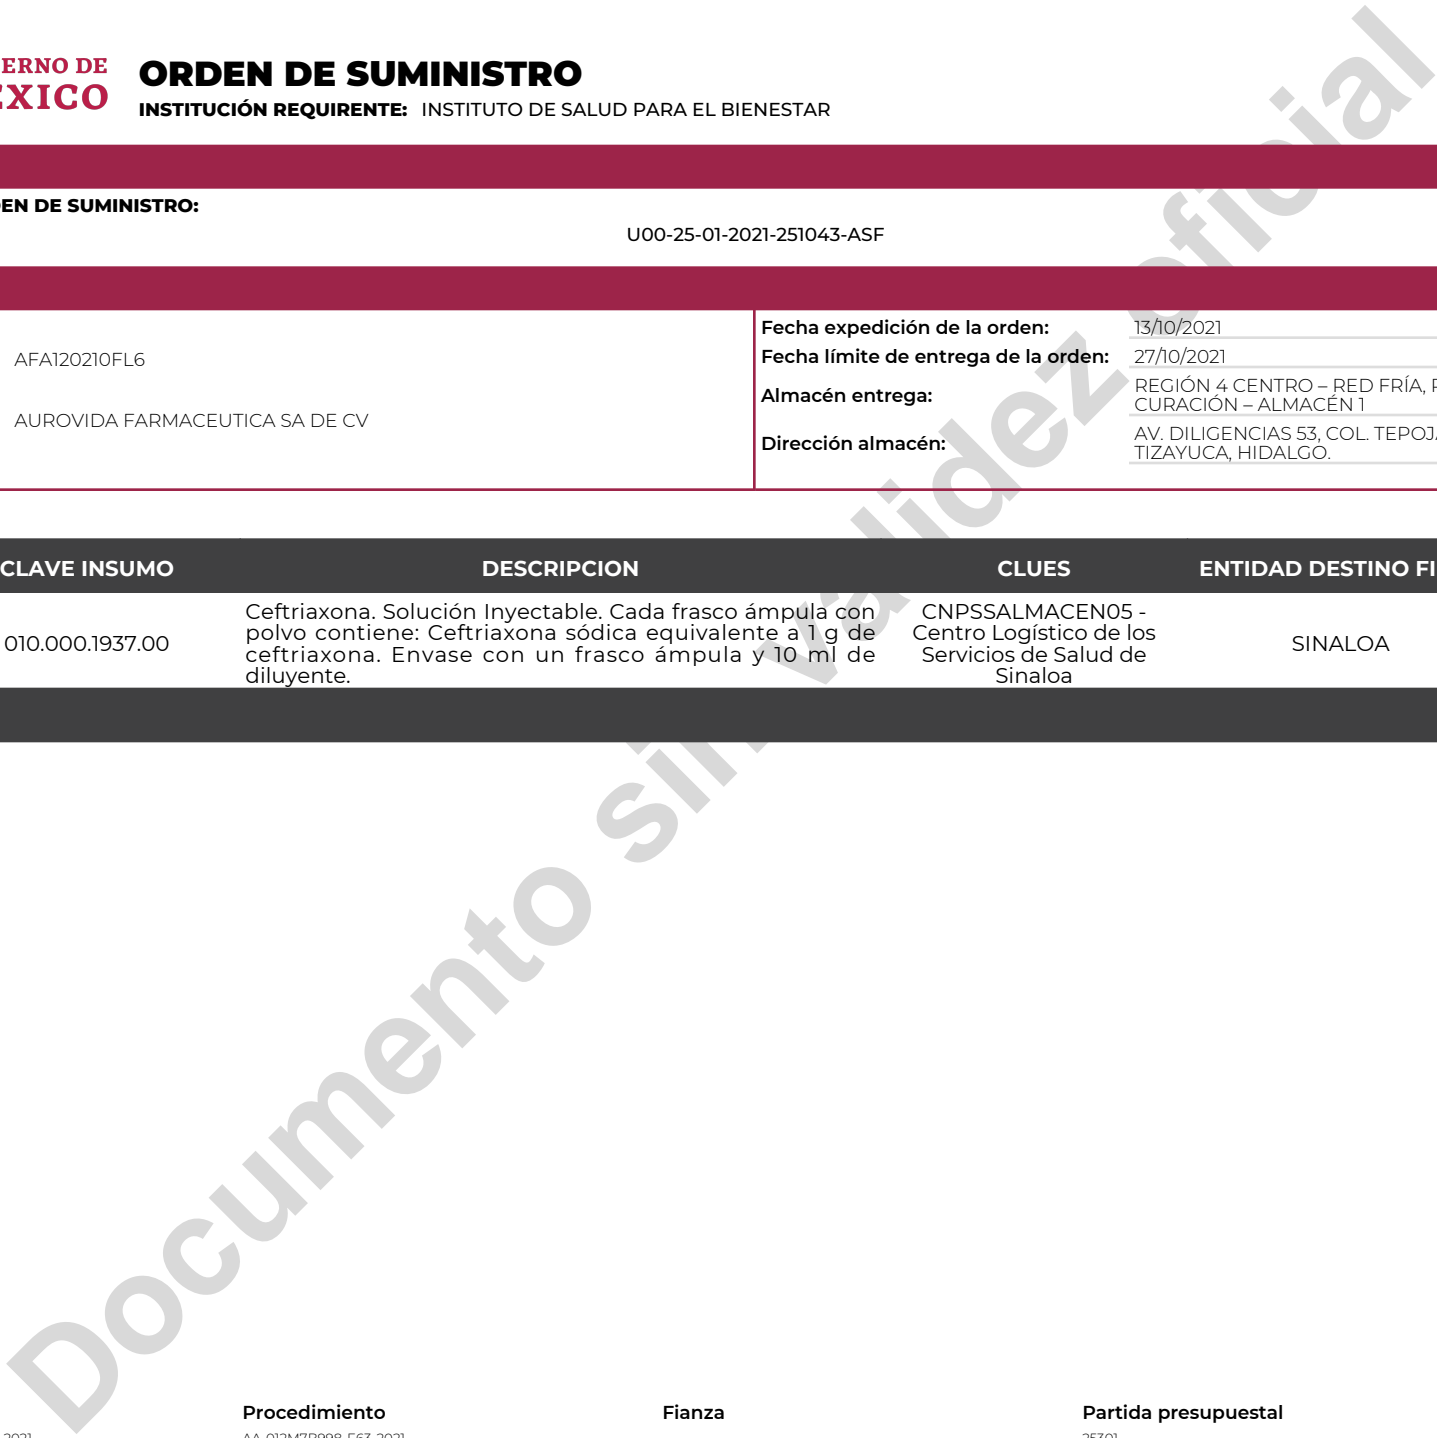 ERNO DE
ÉXICO
ORDEN DE SUMINISTRO
INSTITUCIÓN REQUIRENTE: INSTITUTO DE SALUD PARA EL BIENESTAR
EN DE SUMINISTRO:
U00-25-01-2021-251043-ASF
AFA120210FL6
AUROVIDA FARMACEUTICA SA DE CV
Fecha expedición de la orden: 13/10/2021
Fecha límite de entrega de la orden: 27/10/2021
Almacén entrega:
REGIÓN 4 CENTRO – RED FRÍA,
CURACIÓN – ALMACÉN 1
Dirección almacén:
AV. DILIGENCIAS 53, COL. TEPOJ
TIZAYUCA, HIDALGO.
CLAVE INSUMO DESCRIPCION CLUES ENTIDAD DESTINO FI
010.000.1937.00
Ceftriaxona. Solución Inyectable. Cada frasco ámpula con
polvo contiene: Ceftriaxona sódica equivalente a 1 g de
ceftriaxona. Envase con un frasco ámpula y 10 ml de
diluyente.
CNPSSALMACEN05 -
Centro Logístico de los
Servicios de Salud de
Sinaloa
SINALOA
Documento sin validez oficial
Procedimiento Fianza Partida presupuestal